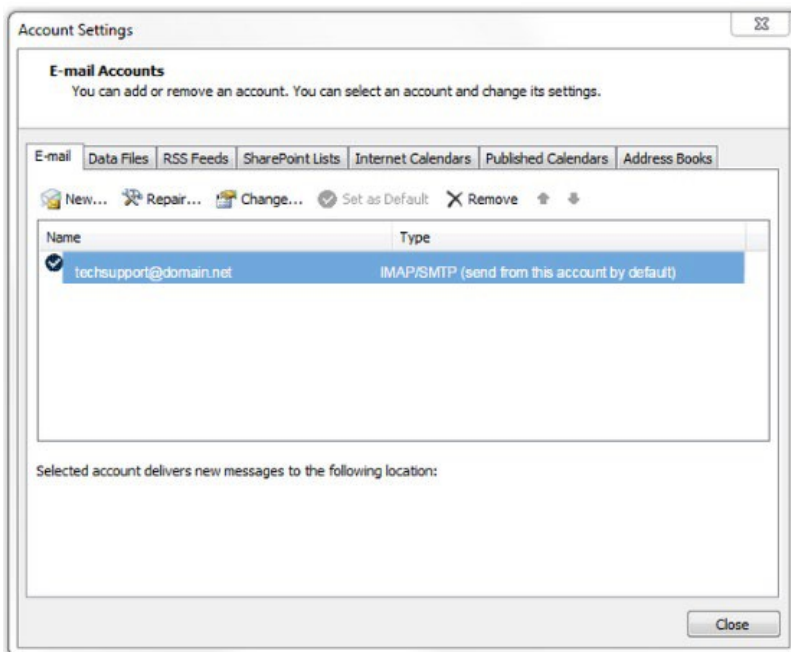 Account Settings
E-mail Accounts
You can add or remove an account. You can select an account and change its settings.
E-mail Data Files RSS Feeds SharePoint Lists Internet Calendars Published Calendars Address Books
New... Repair... Change... Set as Default Remove
Name Type
techsupport@domain.net IMAP/SMTP (send from this account by default)
Selected account delivers new messages to the following location:
Close